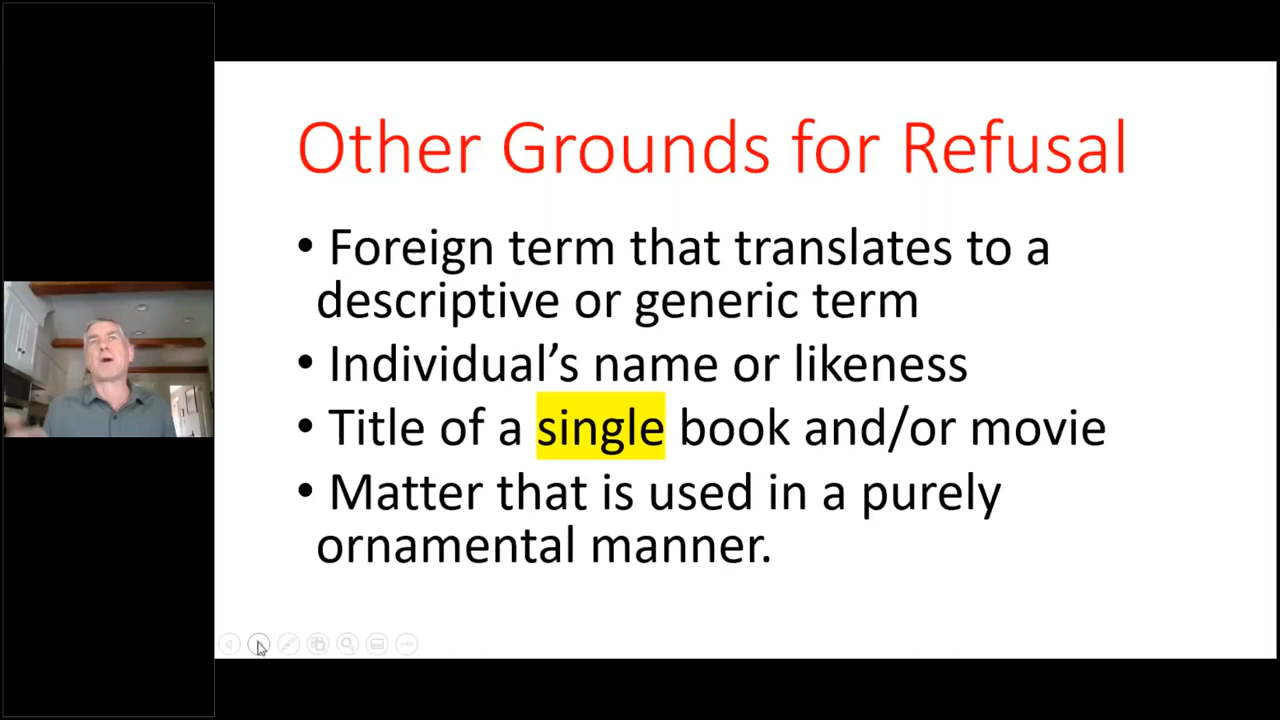 Other Grounds for Refusal
• Foreign term that translates to a
descriptive or generic term
• Individual’s name or likeness
• Title of a single book and/or movie
• Matter that is used in a purely
ornamental manner.